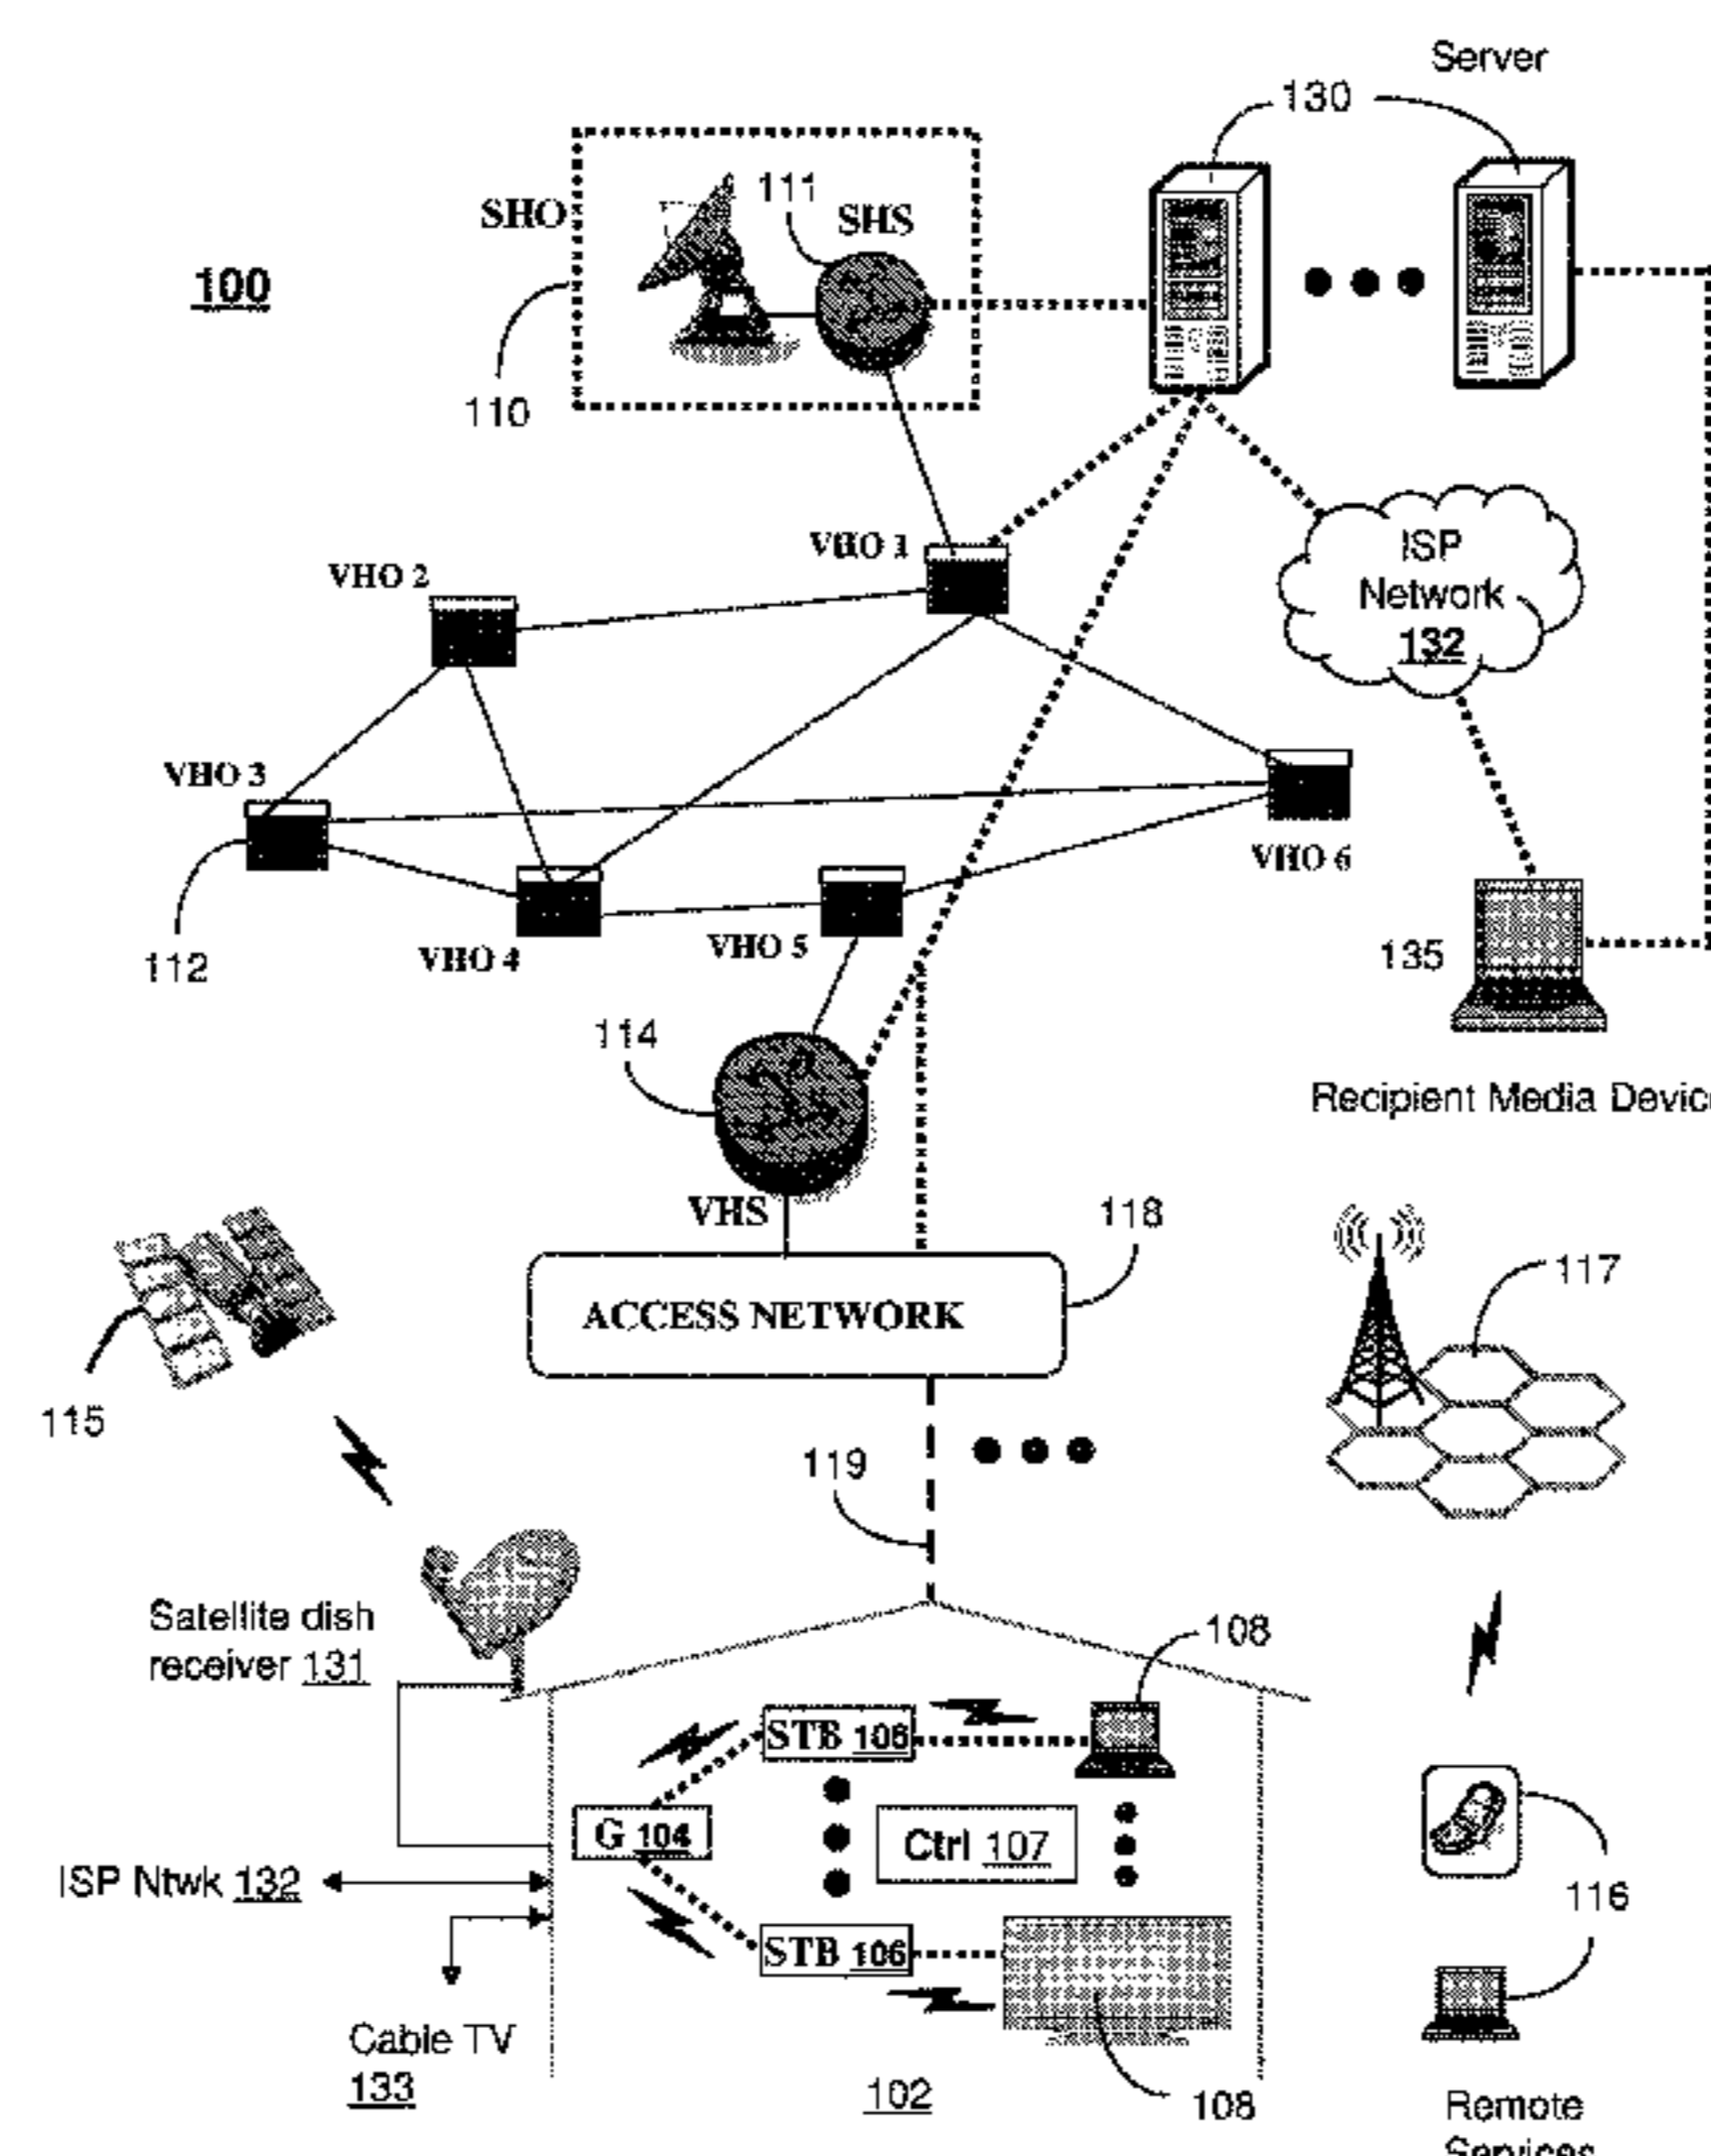 Server
130
111
SHO
SHS
100
110
VHO 1
ISP
Network
132
VHO 2
VHO 3
VHO 6
112
VHO 4
VHO 5
135
114
Recipient Media Devic
VHS
118
117
ACCESS NETWORK
115
119
Satellite dish
receiver 131
108
STB 106
G 104
Ctrl 107
ISP Ntwk 132
116
STB 106
Cable TV
133
102
108
Remote
Services